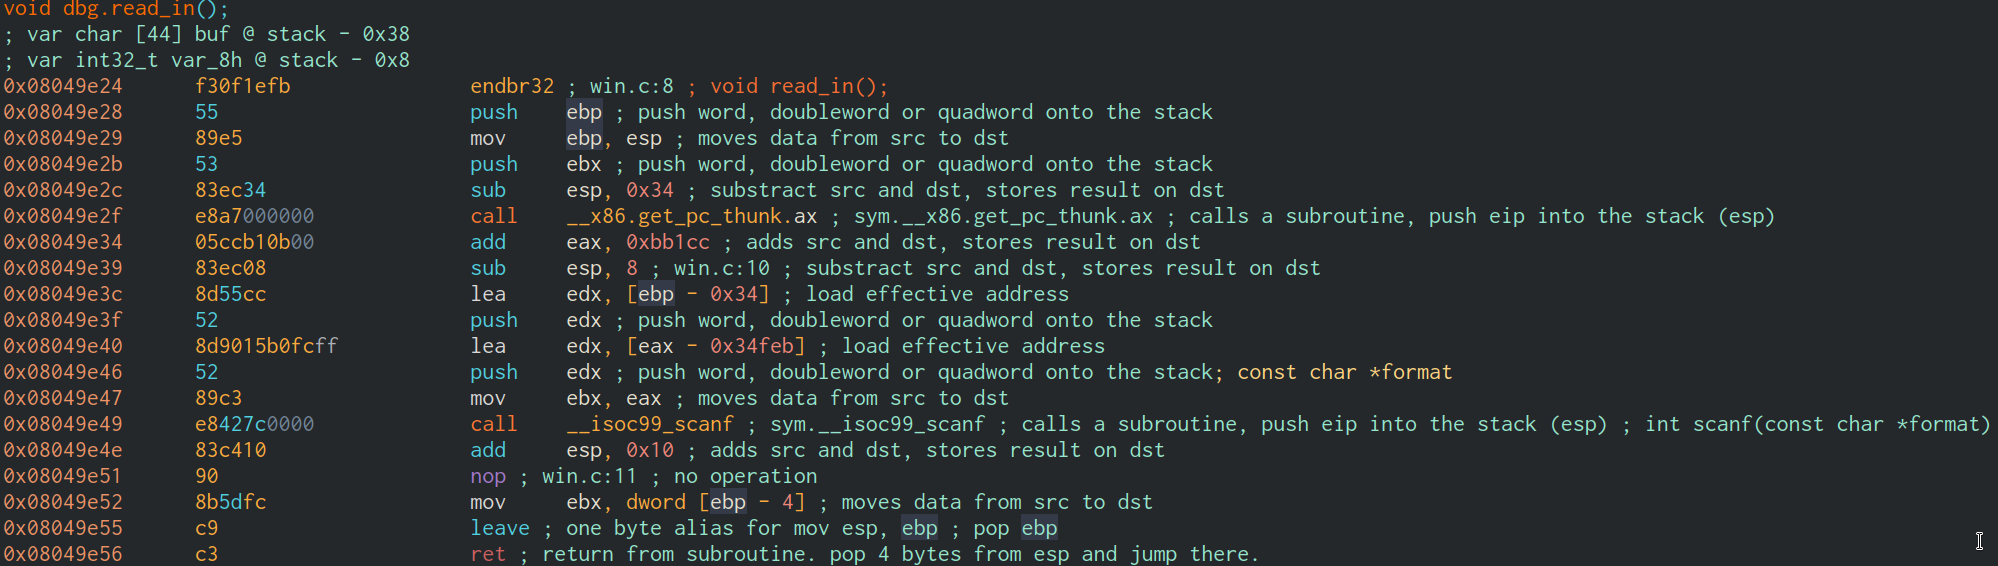 void dbg.read_in();
; var char [44] buf @ stack - 0x38
; var int32_t var_8h @ stack - 0x8
0x08049e24 f30f1efb endbr32 ; win.c:8 ; void read_in();
0x08049e28 55 push ebp ; push word, doubleword or quadword onto the stack
0x08049e29 89e5 mov ebp, esp ; moves data from src to dst
0x08049e2b 53 push ebx ; push word, doubleword or quadword onto the stack
0x08049e2c 83ec34 sub esp, 0x34 ; substract src and dst, stores result on dst
0x08049e2f e8a7000000 call __x86.get_pc_thunk.ax ; sym.__x86.get_pc_thunk.ax ; calls a subroutine, push eip into the stack (esp)
0x08049e34 05ccb10b00 add eax, 0xbb1cc ; adds src and dst, stores result on dst
0x08049e39 83ec08 sub esp, 8 ; win.c:10 ; substract src and dst, stores result on dst
0x08049e3c 8d55cc lea edx, [ebp - 0x34] ; load effective address
0x08049e3f 52 push edx ; push word, doubleword or quadword onto the stack
0x08049e40 8d9015b0fcff lea edx, [eax - 0x34feb] ; load effective address
0x08049e46 52 push edx ; push word, doubleword or quadword onto the stack; const char *format
0x08049e47 89c3 mov ebx, eax ; moves data from src to dst
0x08049e49 e8427c0000 call __isoc99_scanf ; sym.__isoc99_scanf ; calls a subroutine, push eip into the stack (esp) ; int scanf(const char *format)
0x08049e4e 83c410 add esp, 0x10 ; adds src and dst, stores result on dst
0x08049e51 90 nop ; win.c:11 ; no operation
0x08049e52 8b5dfc mov ebx, dword [ebp - 4] ; moves data from src to dst
0x08049e55 c9 leave ; one byte alias for mov esp, ebp ; pop ebp
0x08049e56 c3 ret ; return from subroutine. pop 4 bytes from esp and jump there.